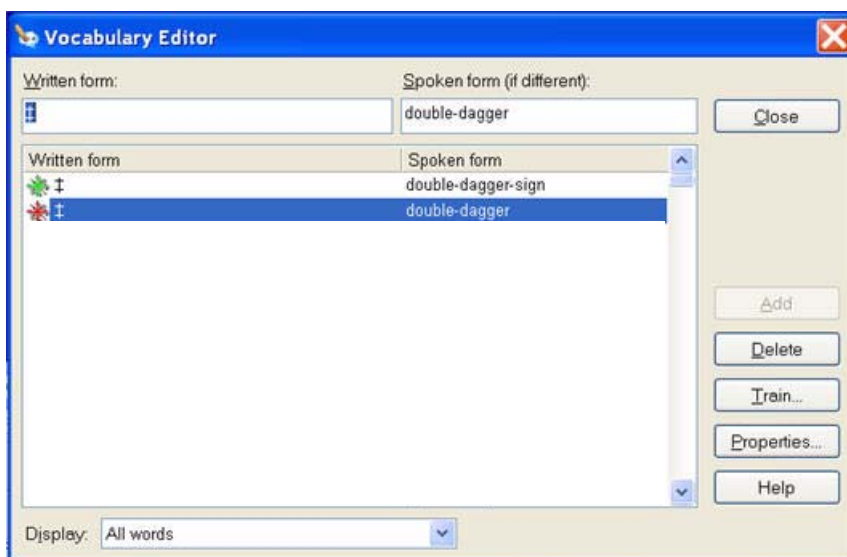 Vocabulary Editor
Written form: Spoken form (if different):
‡ double-dagger Close
Written form Spoken form
‡ double-dagger-sign
‡ double-dagger
Add
Delete
Train...
Properties...
Help
Display: All words